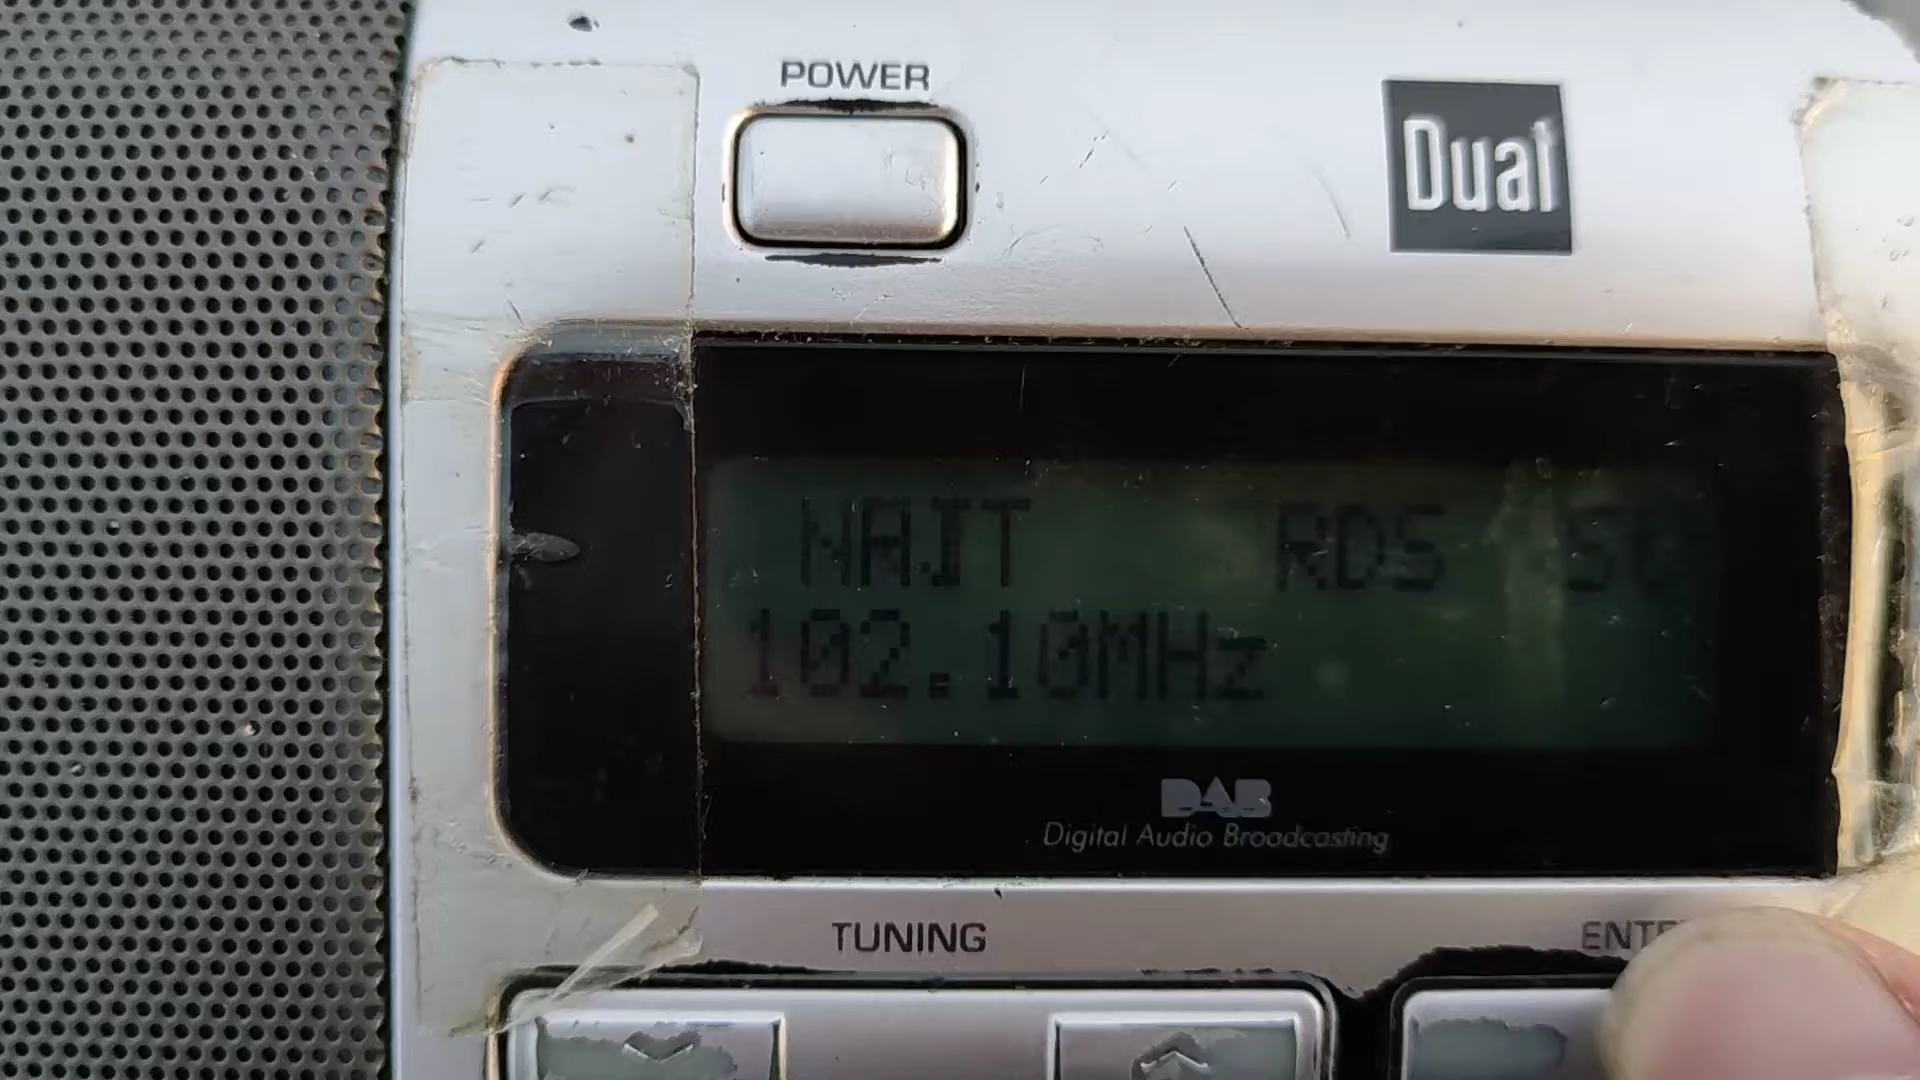 POWER
Dual
NAJT RDS
102.10MHz
DAB
Digital Audio Broadcasting
TUNING